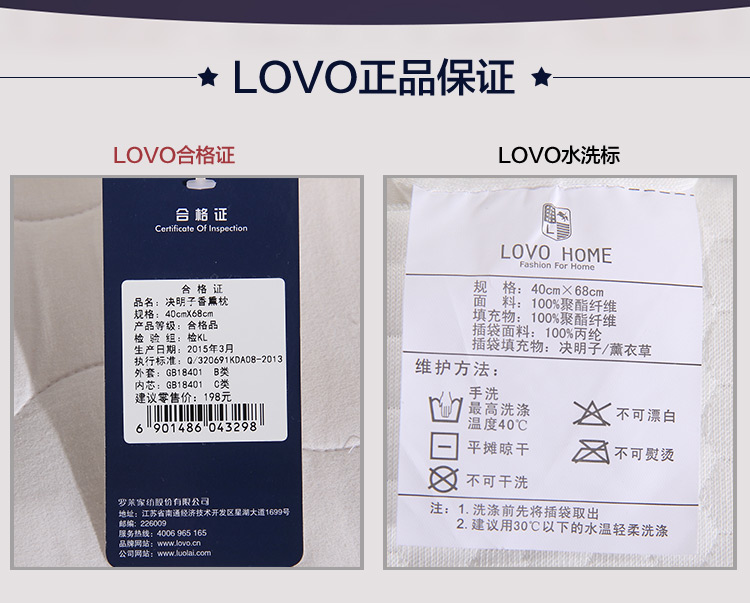 LOVO正品保证
LOVO合格证
合格证
Certificate Of Inspection
合格证
品名：决明子香薰枕
规格：40cmX68cm
产品等级：合格品
检验组：检KL
生产日期：2015年3月
执行标准：Q/320691KDA08-2013
外套：GB18401 B类
内芯：GB18401 C类
建议零售价：198元
6 901486 043298
罗莱家纺股份有限公司
地址：江苏省南通经济技术开发区星湖大道1699号
邮编：226009
服务热线：4006 965 165
品牌网站：www.lovo.cn
公司网站：www.luolai.com
LOVO水洗标
L
LOVO HOME
Fashion For Home
规格：40cm×68cm
面料：100%聚酯纤维
填充物：100%聚酯纤维
插袋面料：100%丙纶
插袋填充物：决明子/薰衣草
维护方法：
手洗
最高洗涤
温度40℃
不可漂白
平摊晾干
不可熨烫
不可干洗
注：1.洗涤前先将插袋取出
2.建议用30℃以下的水温轻柔洗涤